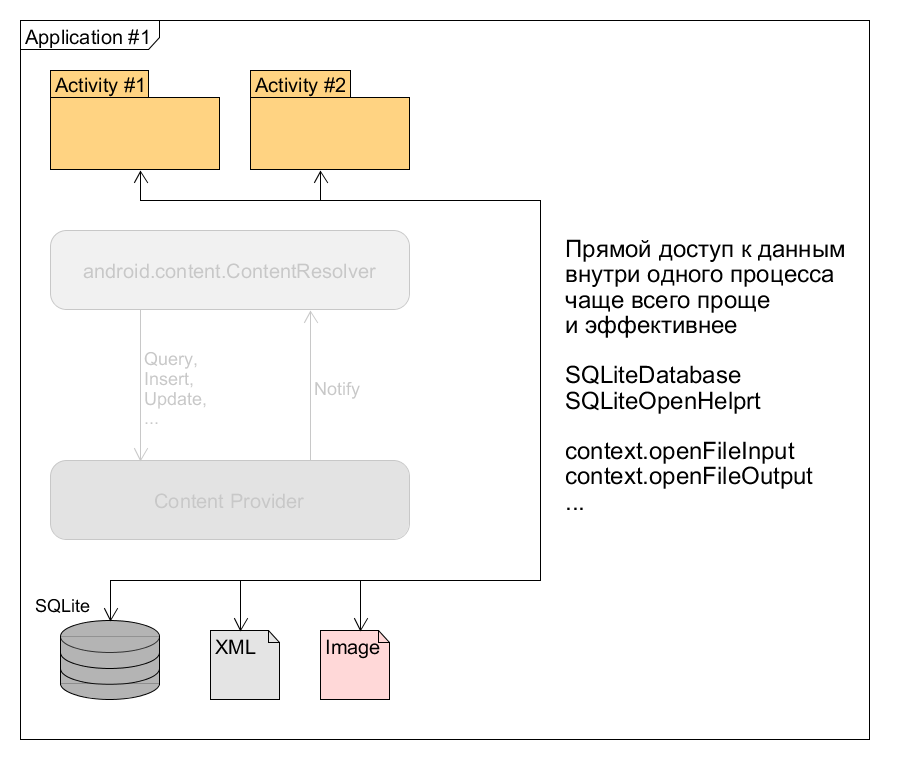 Application #1
Activity #1
Activity #2
android.content.ContentResolver
Query,
Insert,
Update,
...
Notify
Content Provider
Прямой доступ к данным
внутри одного процесса
чаще всего проще
и эффективнее
SQLiteDatabase
SQLiteOpenHelprt
context.openFileInput
context.openFileOutput
...
SQLite
XML
Image